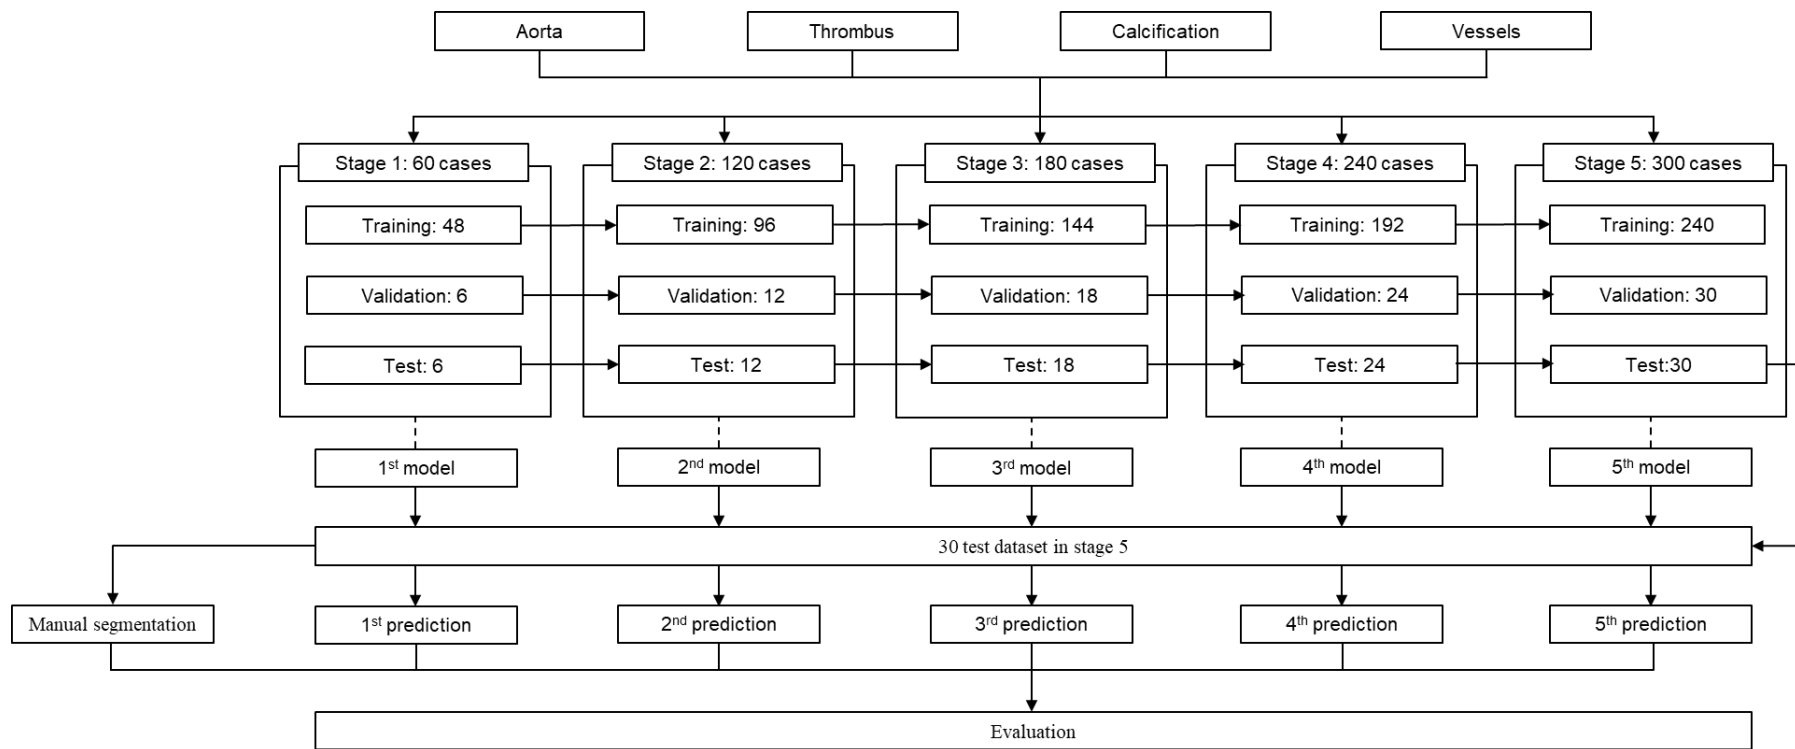 Aorta
Thrombus
Calcification
Vessels
Stage 1: 60 cases
Stage 2: 120 cases
Stage 3: 180 cases
Stage 4: 240 cases
Stage 5: 300 cases
Training: 48
Training: 96
Training: 144
Training: 192
Training: 240
Validation: 6
Validation: 12
Validation: 18
Validation: 24
Validation: 30
Test: 6
Test: 12
Test: 18
Test: 24
Test:30
1st model
2nd model
3rd model
4th model
5th model
30 test dataset in stage 5
Manual segmentation
1st prediction
2nd prediction
3rd prediction
4th prediction
5th prediction
Evaluation